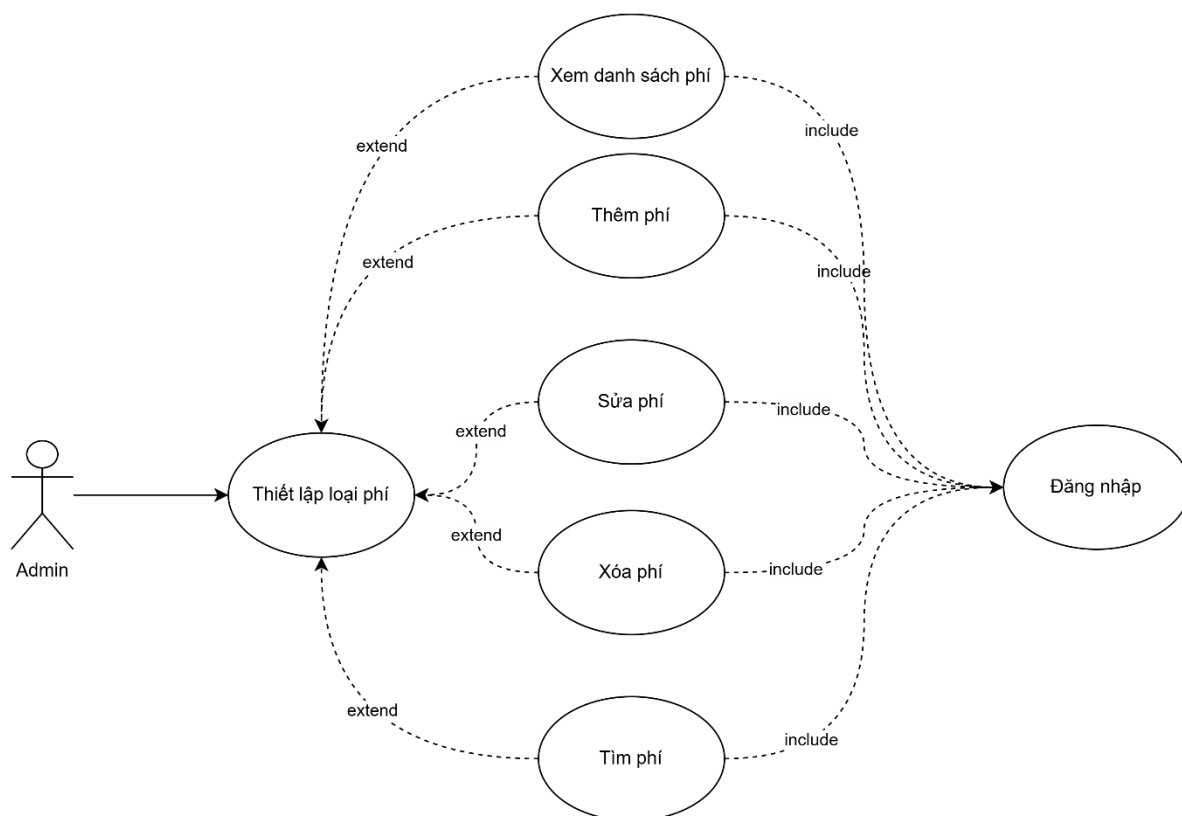 Xem danh sách phí
include
extend
Thêm phí
extend
include
Sửa phí
include
extend
Thiết lập loại phí
Đăng nhập
extend
Admin
Xóa phí
include
extend
Tìm phí
include